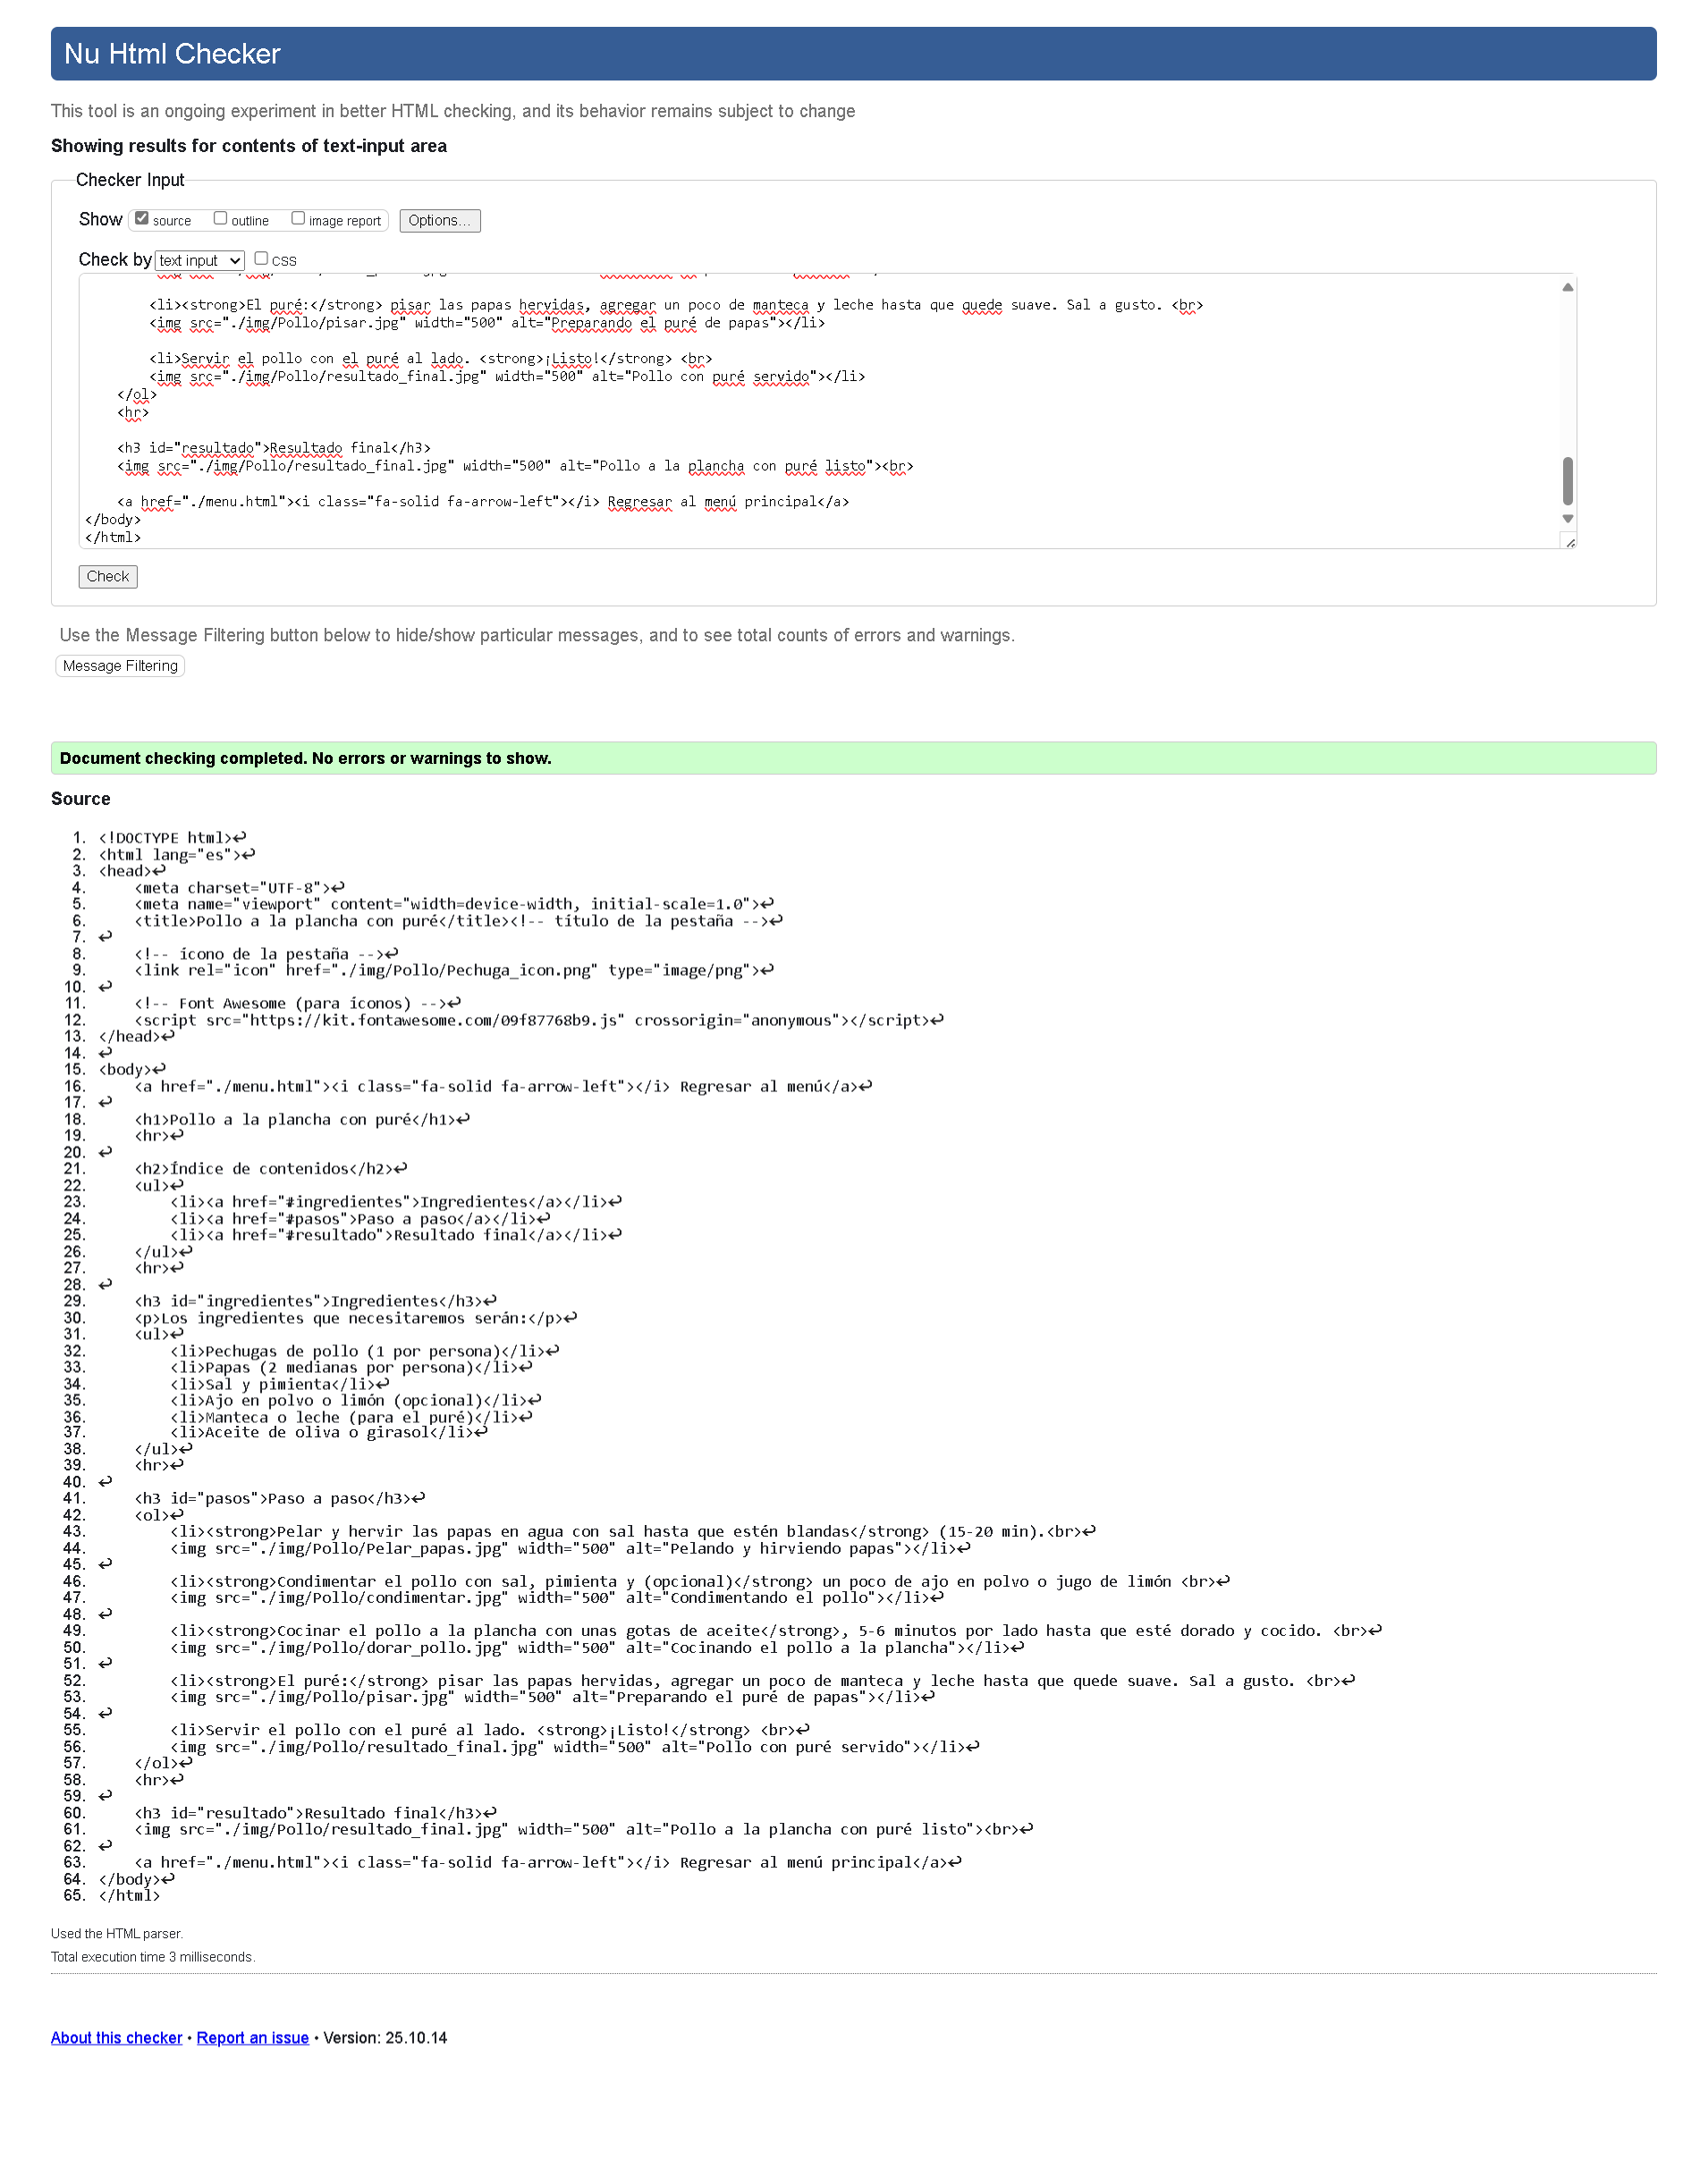 Nu Html Checker
This tool is an ongoing experiment in better HTML checking, and its behavior remains subject to change
Showing results for contents of text-input area
Checker Input
Show source outline image report Options...
Check by text input css
<li><strong>El puré:</strong> pisar las papas hervidas, agregar un poco de manteca y leche hasta que quede suave. Sal a gusto. <br>
<img src="./img/Pollo/pisar.jpg" width="500" alt="Preparando el puré de papas"></li>
<li>Servir el pollo con el puré al lado. <strong>¡Listo!</strong> <br>
<img src="./img/Pollo/resultado_final.jpg" width="500" alt="Pollo con puré servido"></li>
</ol>
<hr>
<h3 id="resultado">Resultado final</h3>
<img src="./img/Pollo/resultado_final.jpg" width="500" alt="Pollo a la plancha con puré listo"><br>
<a href="./menu.html"><i class="fa-solid fa-arrow-left"></i> Regresar al menú principal</a>
</body>
</html>
Check
Use the Message Filtering button below to hide/show particular messages, and to see total counts of errors and warnings.
Message Filtering
Document checking completed. No errors or warnings to show.
Source
1. <!DOCTYPE html>↩
2. <html lang="es">↩
3. <head>↩
4. <meta charset="UTF-8">↩
5. <meta name="viewport" content="width=device-width, initial-scale=1.0">↩
6. <title>Pollo a la plancha con puré</title><!-- título de la pestaña -->↩
7. ↩
8. <!-- ícono de la pestaña -->↩
9. <link rel="icon" href="./img/Pollo/Pechuga_icon.png" type="image/png">↩
10. ↩
11. <!-- Font Awesome (para íconos) -->↩
12. <script src="https://kit.fontawesome.com/09f87768b9.js" crossorigin="anonymous"></script>↩
13. </head>↩
14. ↩
15. <body>↩
16. <a href="./menu.html"><i class="fa-solid fa-arrow-left"></i> Regresar al menú</a>↩
17. ↩
18. <h1>Pollo a la plancha con puré</h1>↩
19. <hr>↩
20. ↩
21. <h2>Índice de contenidos</h2>↩
22. <ul>↩
23. <li><a href="#ingredientes">Ingredientes</a></li>↩
24. <li><a href="#pasos">Paso a paso</a></li>↩
25. <li><a href="#resultado">Resultado final</a></li>↩
26. </ul>↩
27. <hr>↩
28. ↩
29. <h3 id="ingredientes">Ingredientes</h3>↩
30. <p>Los ingredientes que necesitaremos serán:</p>↩
31. <ul>↩
32. <li>Pechugas de pollo (1 por persona)</li>↩
33. <li>Papas (2 medianas por persona)</li>↩
34. <li>Sal y pimienta</li>↩
35. <li>Ajo en polvo o limón (opcional)</li>↩
36. <li>Manteca o leche (para el puré)</li>↩
37. <li>Aceite de oliva o girasol</li>↩
38. </ul>↩
39. <hr>↩
40. ↩
41. <h3 id="pasos">Paso a paso</h3>↩
42. <ol>↩
43. <li><strong>Pelar y hervir las papas en agua con sal hasta que estén blandas</strong> (15-20 min).<br>↩
44. <img src="./img/Pollo/Pelar_papas.jpg" width="500" alt="Pelando y hirviendo papas"></li>↩
45. ↩
46. <li><strong>Condimentar el pollo con sal, pimienta y (opcional)</strong> un poco de ajo en polvo o jugo de limón <br>↩
47. <img src="./img/Pollo/condimentar.jpg" width="500" alt="Condimentando el pollo"></li>↩
48. ↩
49. <li><strong>Cocinar el pollo a la plancha con unas gotas de aceite</strong>, 5-6 minutos por lado hasta que esté dorado y cocido. <br>↩
50. <img src="./img/Pollo/dorar_pollo.jpg" width="500" alt="Cocinando el pollo a la plancha"></li>↩
51. ↩
52. <li><strong>El puré:</strong> pisar las papas hervidas, agregar un poco de manteca y leche hasta que quede suave. Sal a gusto. <br>↩
53. <img src="./img/Pollo/pisar.jpg" width="500" alt="Preparando el puré de papas"></li>↩
54. ↩
55. <li>Servir el pollo con el puré al lado. <strong>¡Listo!</strong> <br>↩
56. <img src="./img/Pollo/resultado_final.jpg" width="500" alt="Pollo con puré servido"></li>↩
57. </ol>↩
58. <hr>↩
59. ↩
60. <h3 id="resultado">Resultado final</h3>↩
61. <img src="./img/Pollo/resultado_final.jpg" width="500" alt="Pollo a la plancha con puré listo"><br>↩
62. ↩
63. <a href="./menu.html"><i class="fa-solid fa-arrow-left"></i> Regresar al menú principal</a>↩
64. </body>↩
65. </html>
Used the HTML parser.
Total execution time 3 milliseconds.
About this checker • Report an issue • Version: 25.10.14